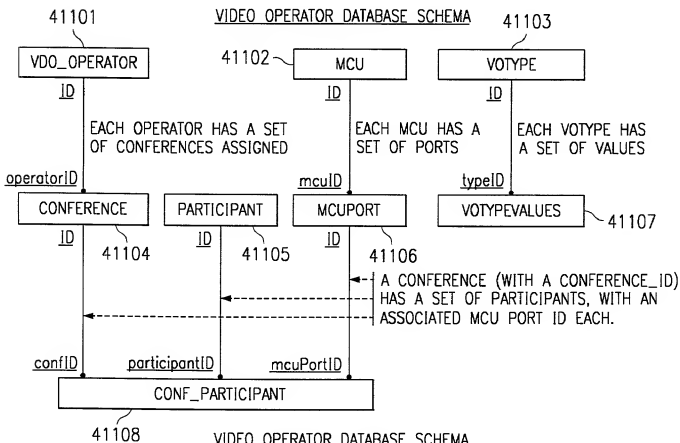 VIDEO OPERATOR DATABASE SCHEMA
41101
41102
41103
VDO_OPERATOR
MCU
VOTYPE
ID
ID
ID
EACH OPERATOR HAS A SET
OF CONFERENCES ASSIGNED
EACH MCU HAS A
SET OF PORTS
EACH VOTYPE HAS
A SET OF VALUES
operatorID
mcuID
typeID
CONFERENCE
PARTICIPANT
MCUPORT
VOTYPEVALUES
ID
41104
ID
41105
ID
41106
41107
A CONFERENCE (WITH A CONFERENCE_ID)
HAS A SET OF PARTICIPANTS, WITH AN
ASSOCIATED MCU PORT ID EACH.
confID
participantID
mcuPortID
CONF_PARTICIPANT
41108
VIDEO OPERATOR DATABASE SCHEMA